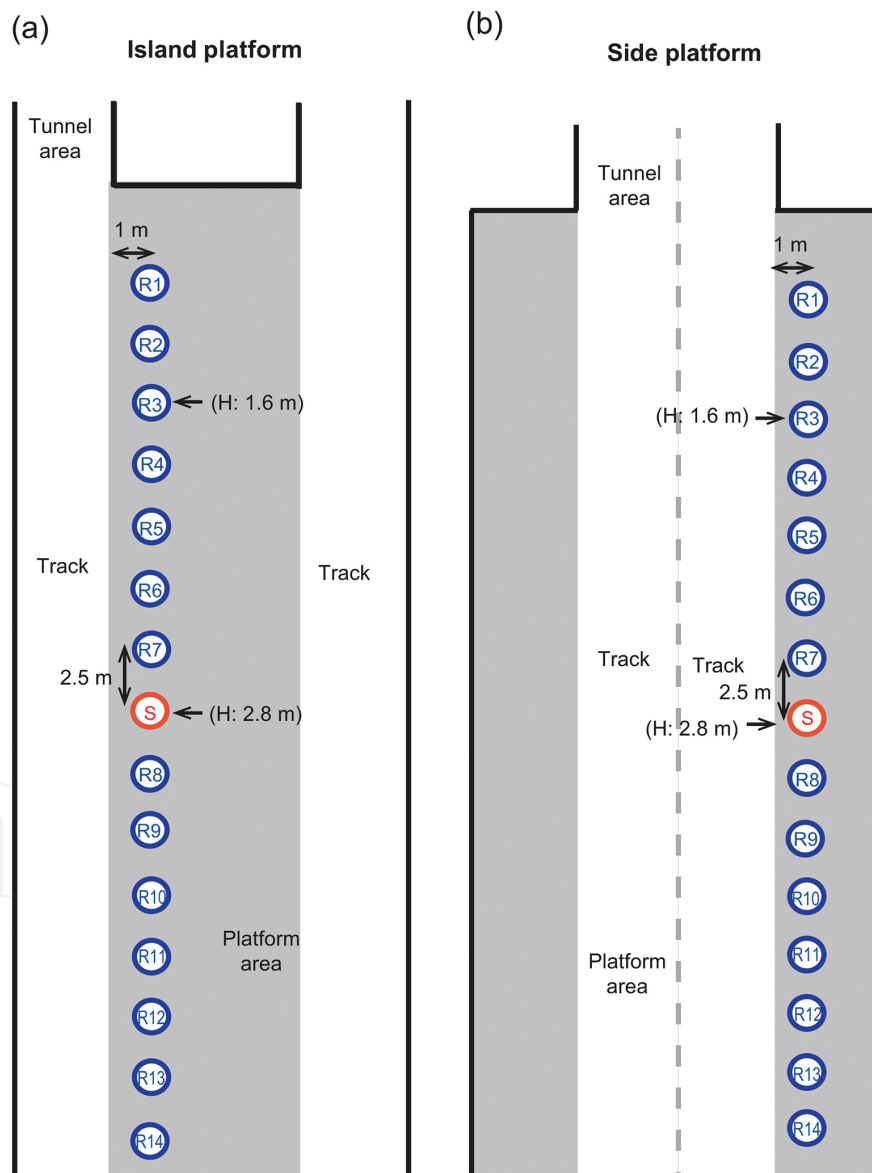 (a)
Island platform
Tunnel
area
1 m
R1
R2
R3
(H: 1.6 m)
R4
R5
Track
Track
R6
R7
2.5 m
S
(H: 2.8 m)
R8
R9
R10
Platform
area
R11
R12
R13
R14
(b)
Side platform
Tunnel
area
1 m
R1
R2
(H: 1.6 m)
R3
R4
R5
R6
R7
Track
Track
2.5 m
S
(H: 2.8 m)
R8
R9
R10
R11
Platform
area
R12
R13
R14